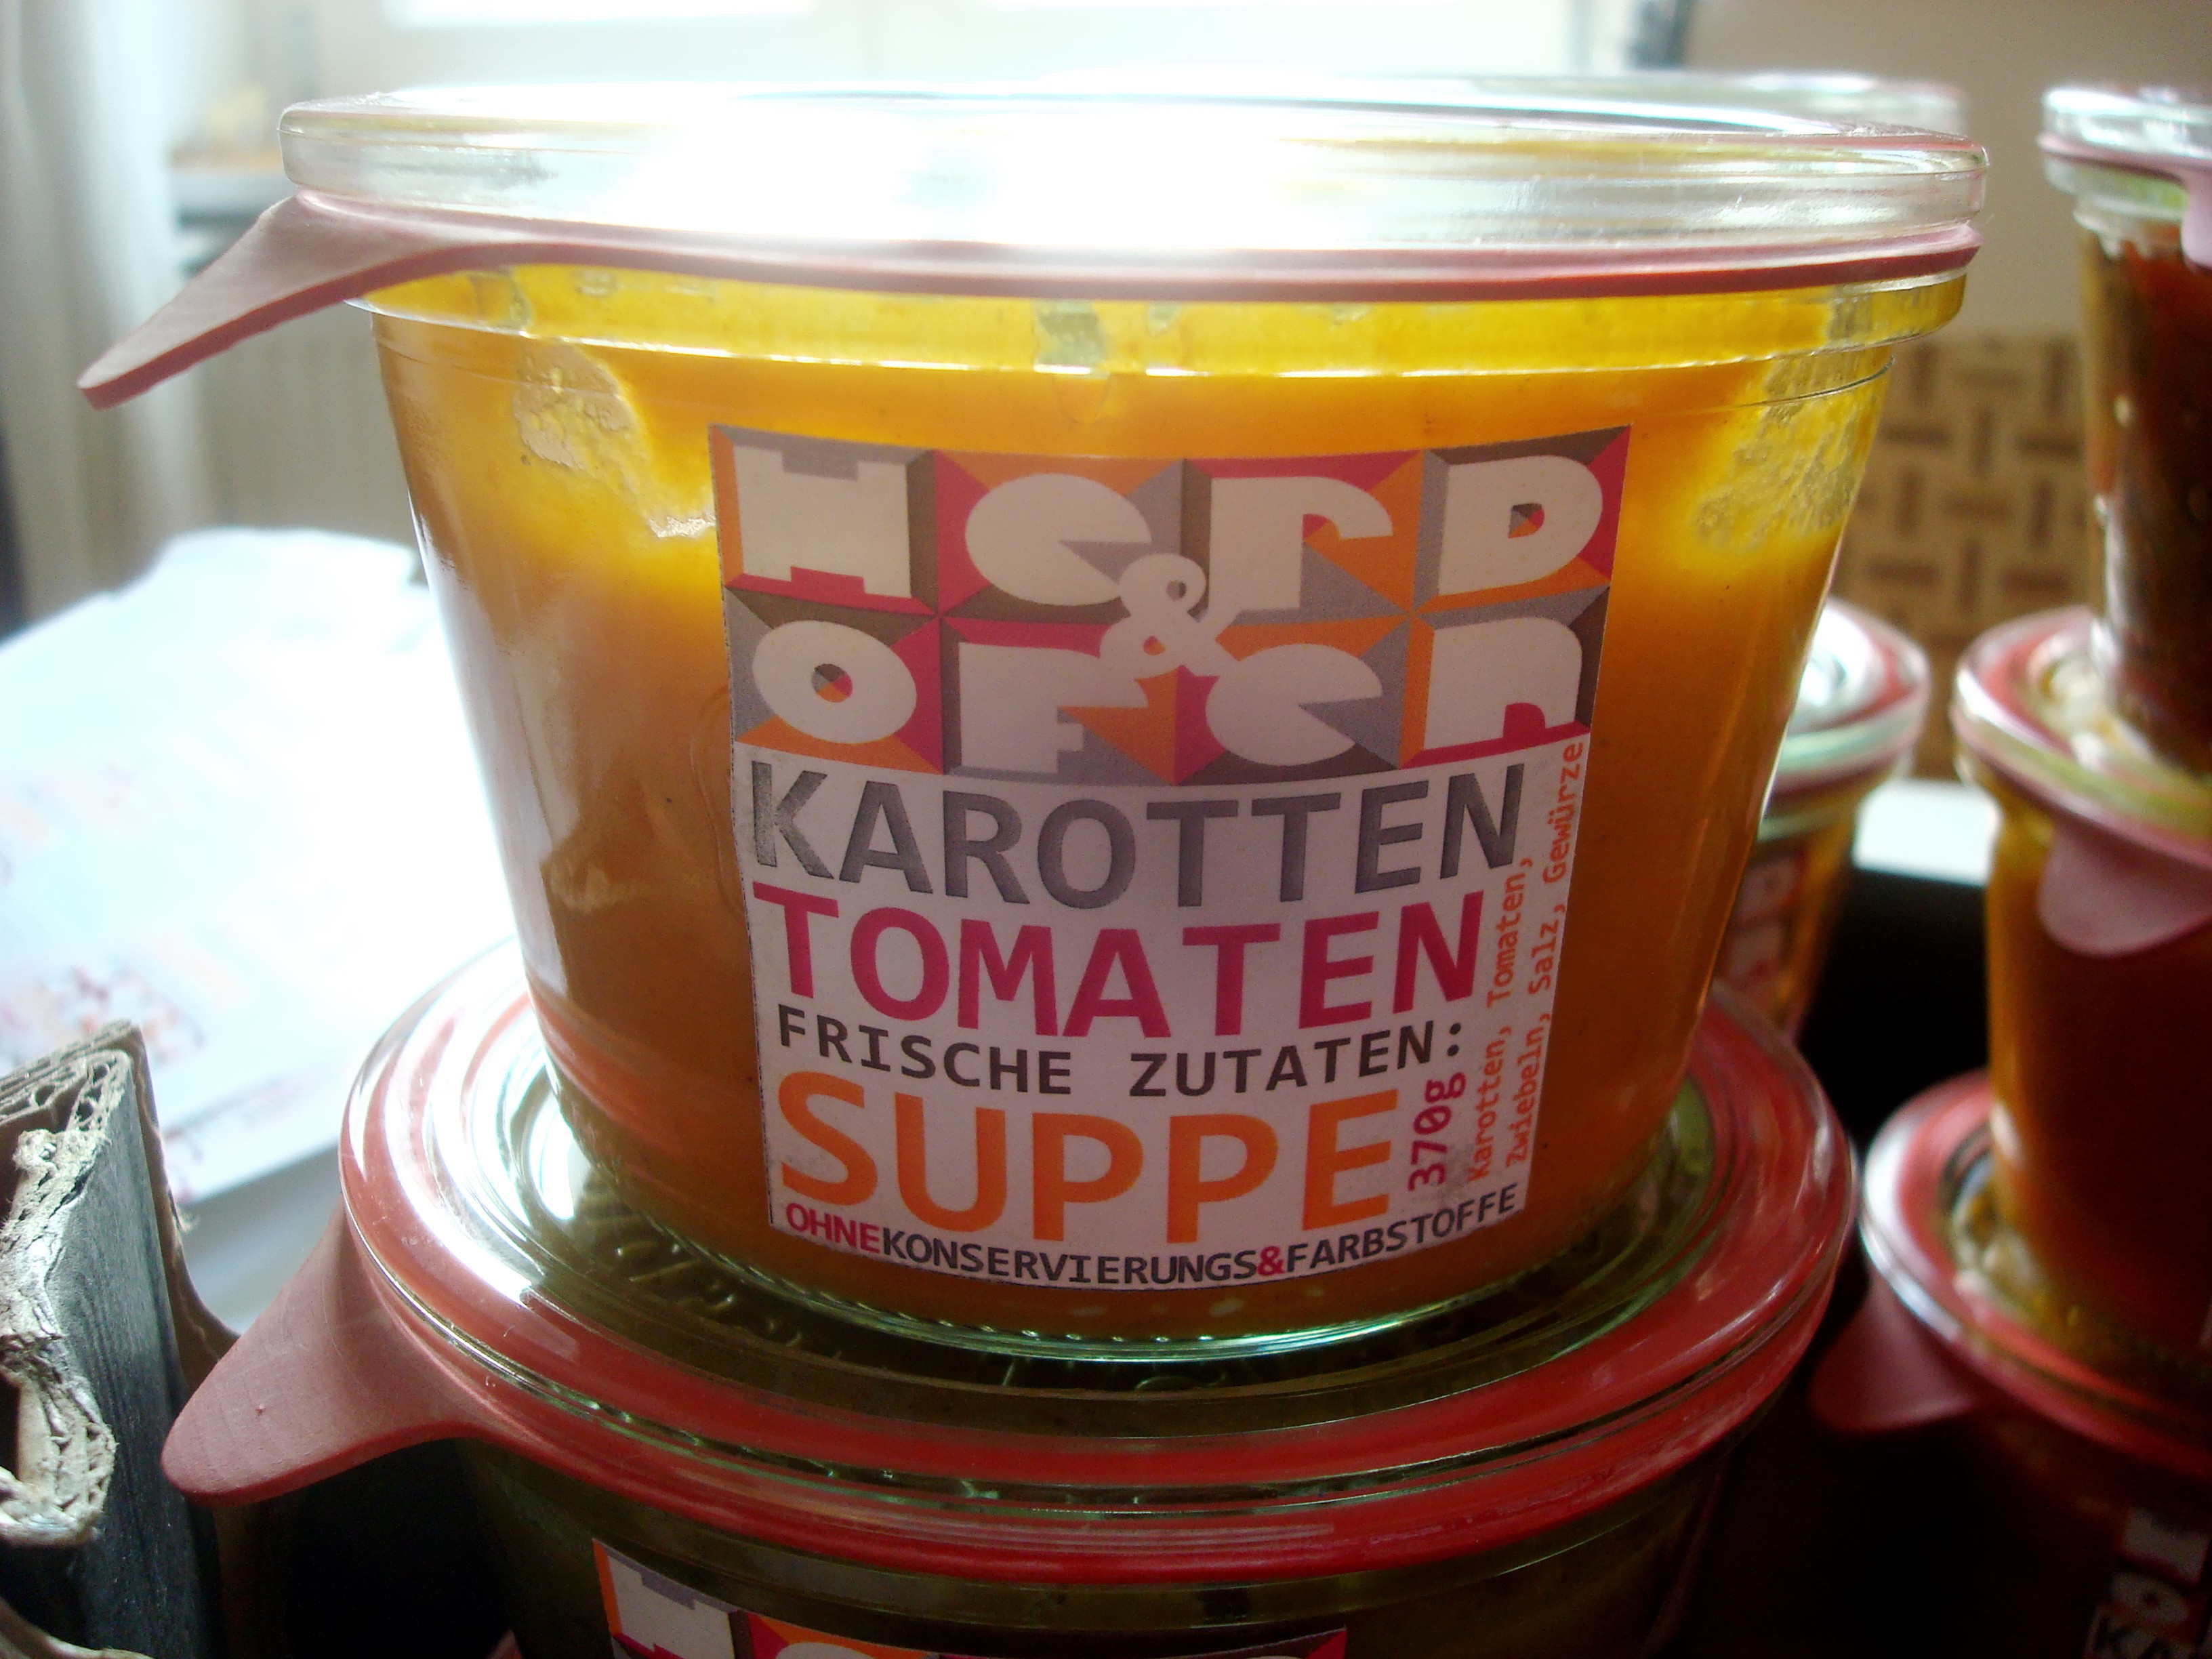 Herd
&
Ofen
KAROTTEN
TOMATEN
FRISCHE ZUTATEN:
SUPPE
370g
Karotten, Tomaten,
Zwiebeln, Salz, Gewürze
OHNEKONSERVIERUNGS&FARBSTOFFE